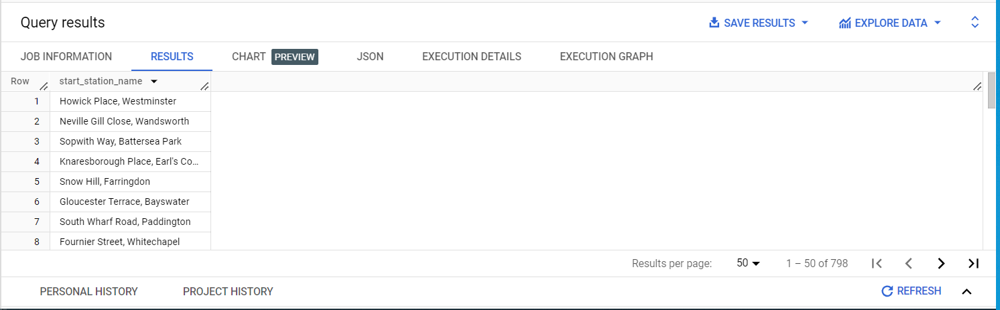 Query results SAVE RESULTS EXPLORE DATA
JOB INFORMATION RESULTS CHART PREVIEW JSON EXECUTION DETAILS EXECUTION GRAPH
Row start_station_name
1 Howick Place, Westminster
2 Neville Gill Close, Wandsworth
3 Sopwith Way, Battersea Park
4 Knaresborough Place, Earl's Co...
5 Snow Hill, Farringdon
6 Gloucester Terrace, Bayswater
7 South Wharf Road, Paddington
8 Fournier Street, Whitechapel
Results per page: 50 1 – 50 of 798
PERSONAL HISTORY PROJECT HISTORY REFRESH